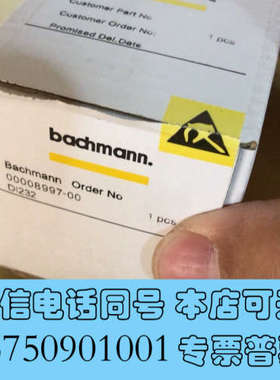 Customer Part No
Customer Order No:
1 pcs
Promised Del.Date
bachmann.
Bachmann Order No
00008997-00
1 pcs
DI232
信电话同号 本店可
750901001 专票普